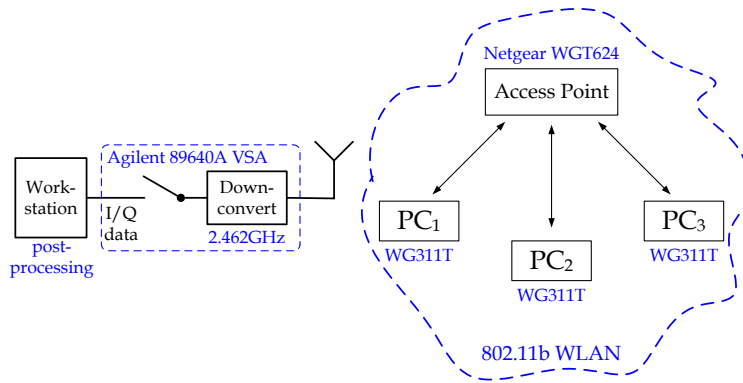 Netgear WGT624
Access Point
Agilent 89640A VSA
Work-
station
Down-
convert
I/Q
data
2.462GHz
post-
processing
PC1
WG311T
PC2
WG311T
PC3
WG311T
802.11b WLAN